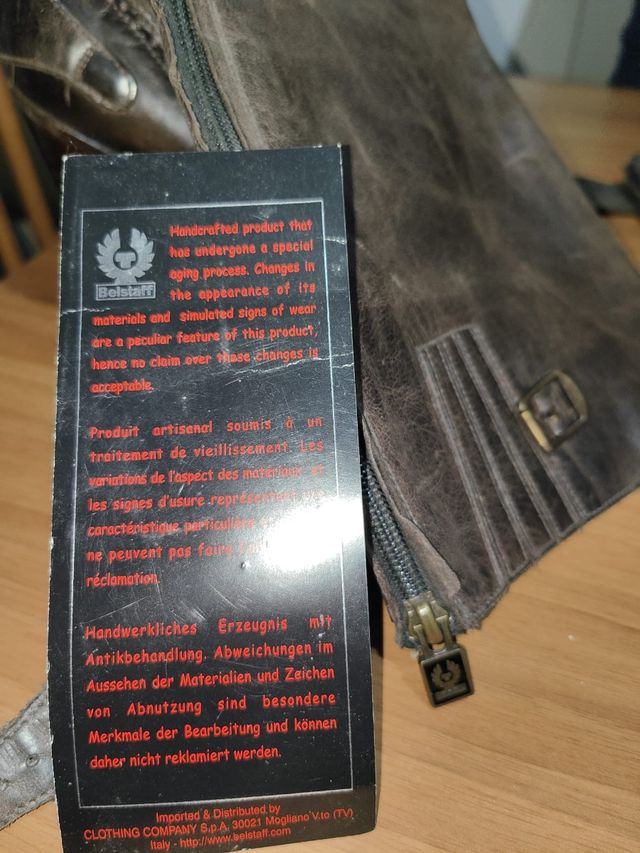 Belstaff
Handcrafted product that
has undergone a special
aging process. Changes in
the appearance of its
materials and simulated signs of wear
are a peculiar feature of this product,
hence no claim over these changes is
acceptable.
Produit artisanal soumis à un
traitement de vieillissement. Les
variations de l'aspect des matériaux et
les signes d'usure représentent
caractéristique particulière
ne peuvent pas faire
réclamation.
Handwerkliches Erzeugnis mit
Antikbehandlung. Abweichungen im
Aussehen der Materialien und Zeichen
von Abnutzung sind besondere
Merkmale der Bearbeitung und können
daher nicht reklamiert werden.
Imported & Distributed by
CLOTHING COMPANY S.p.A. 30021 Mogliano V.to (TV)
Italy - http://www.belstaff.com